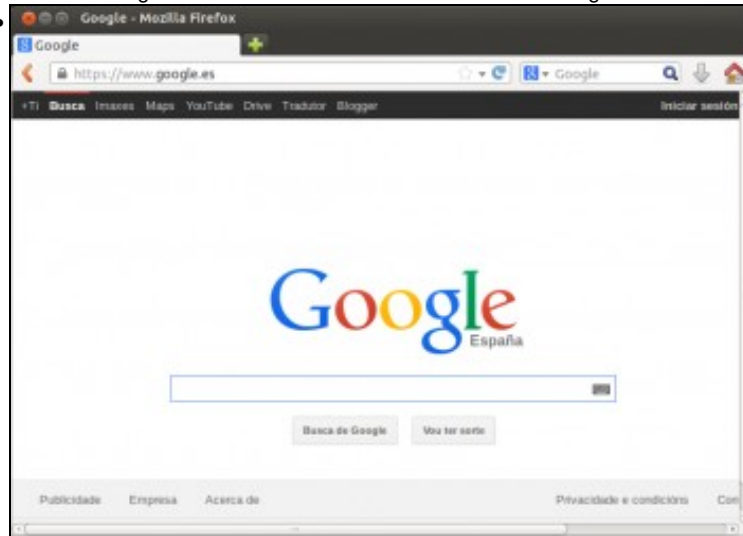 Google - Mozilla Firefox
Google
https://www.google.es
Google
+Ti Busca Imaxes Maps YouTube Drive Tradutor Blogger Iniciar sesión
Google
España
Busca de Google Vou ter sorte
Publicidade Empresa Acerca de Privacidade e condicións Con